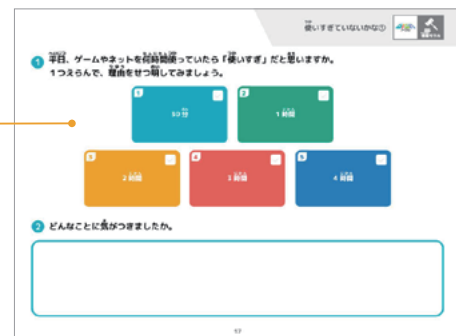 使いすぎていないかな①
1 平日、ゲームやネットを何時間使っていたら「使いすぎ」だと思いますか。
1つえらんで、理由をせつ明してみましょう。
1 30分
2 1時間
3 2時間
4 3時間
5 4時間
2 どんなことに気がつきましたか。
17